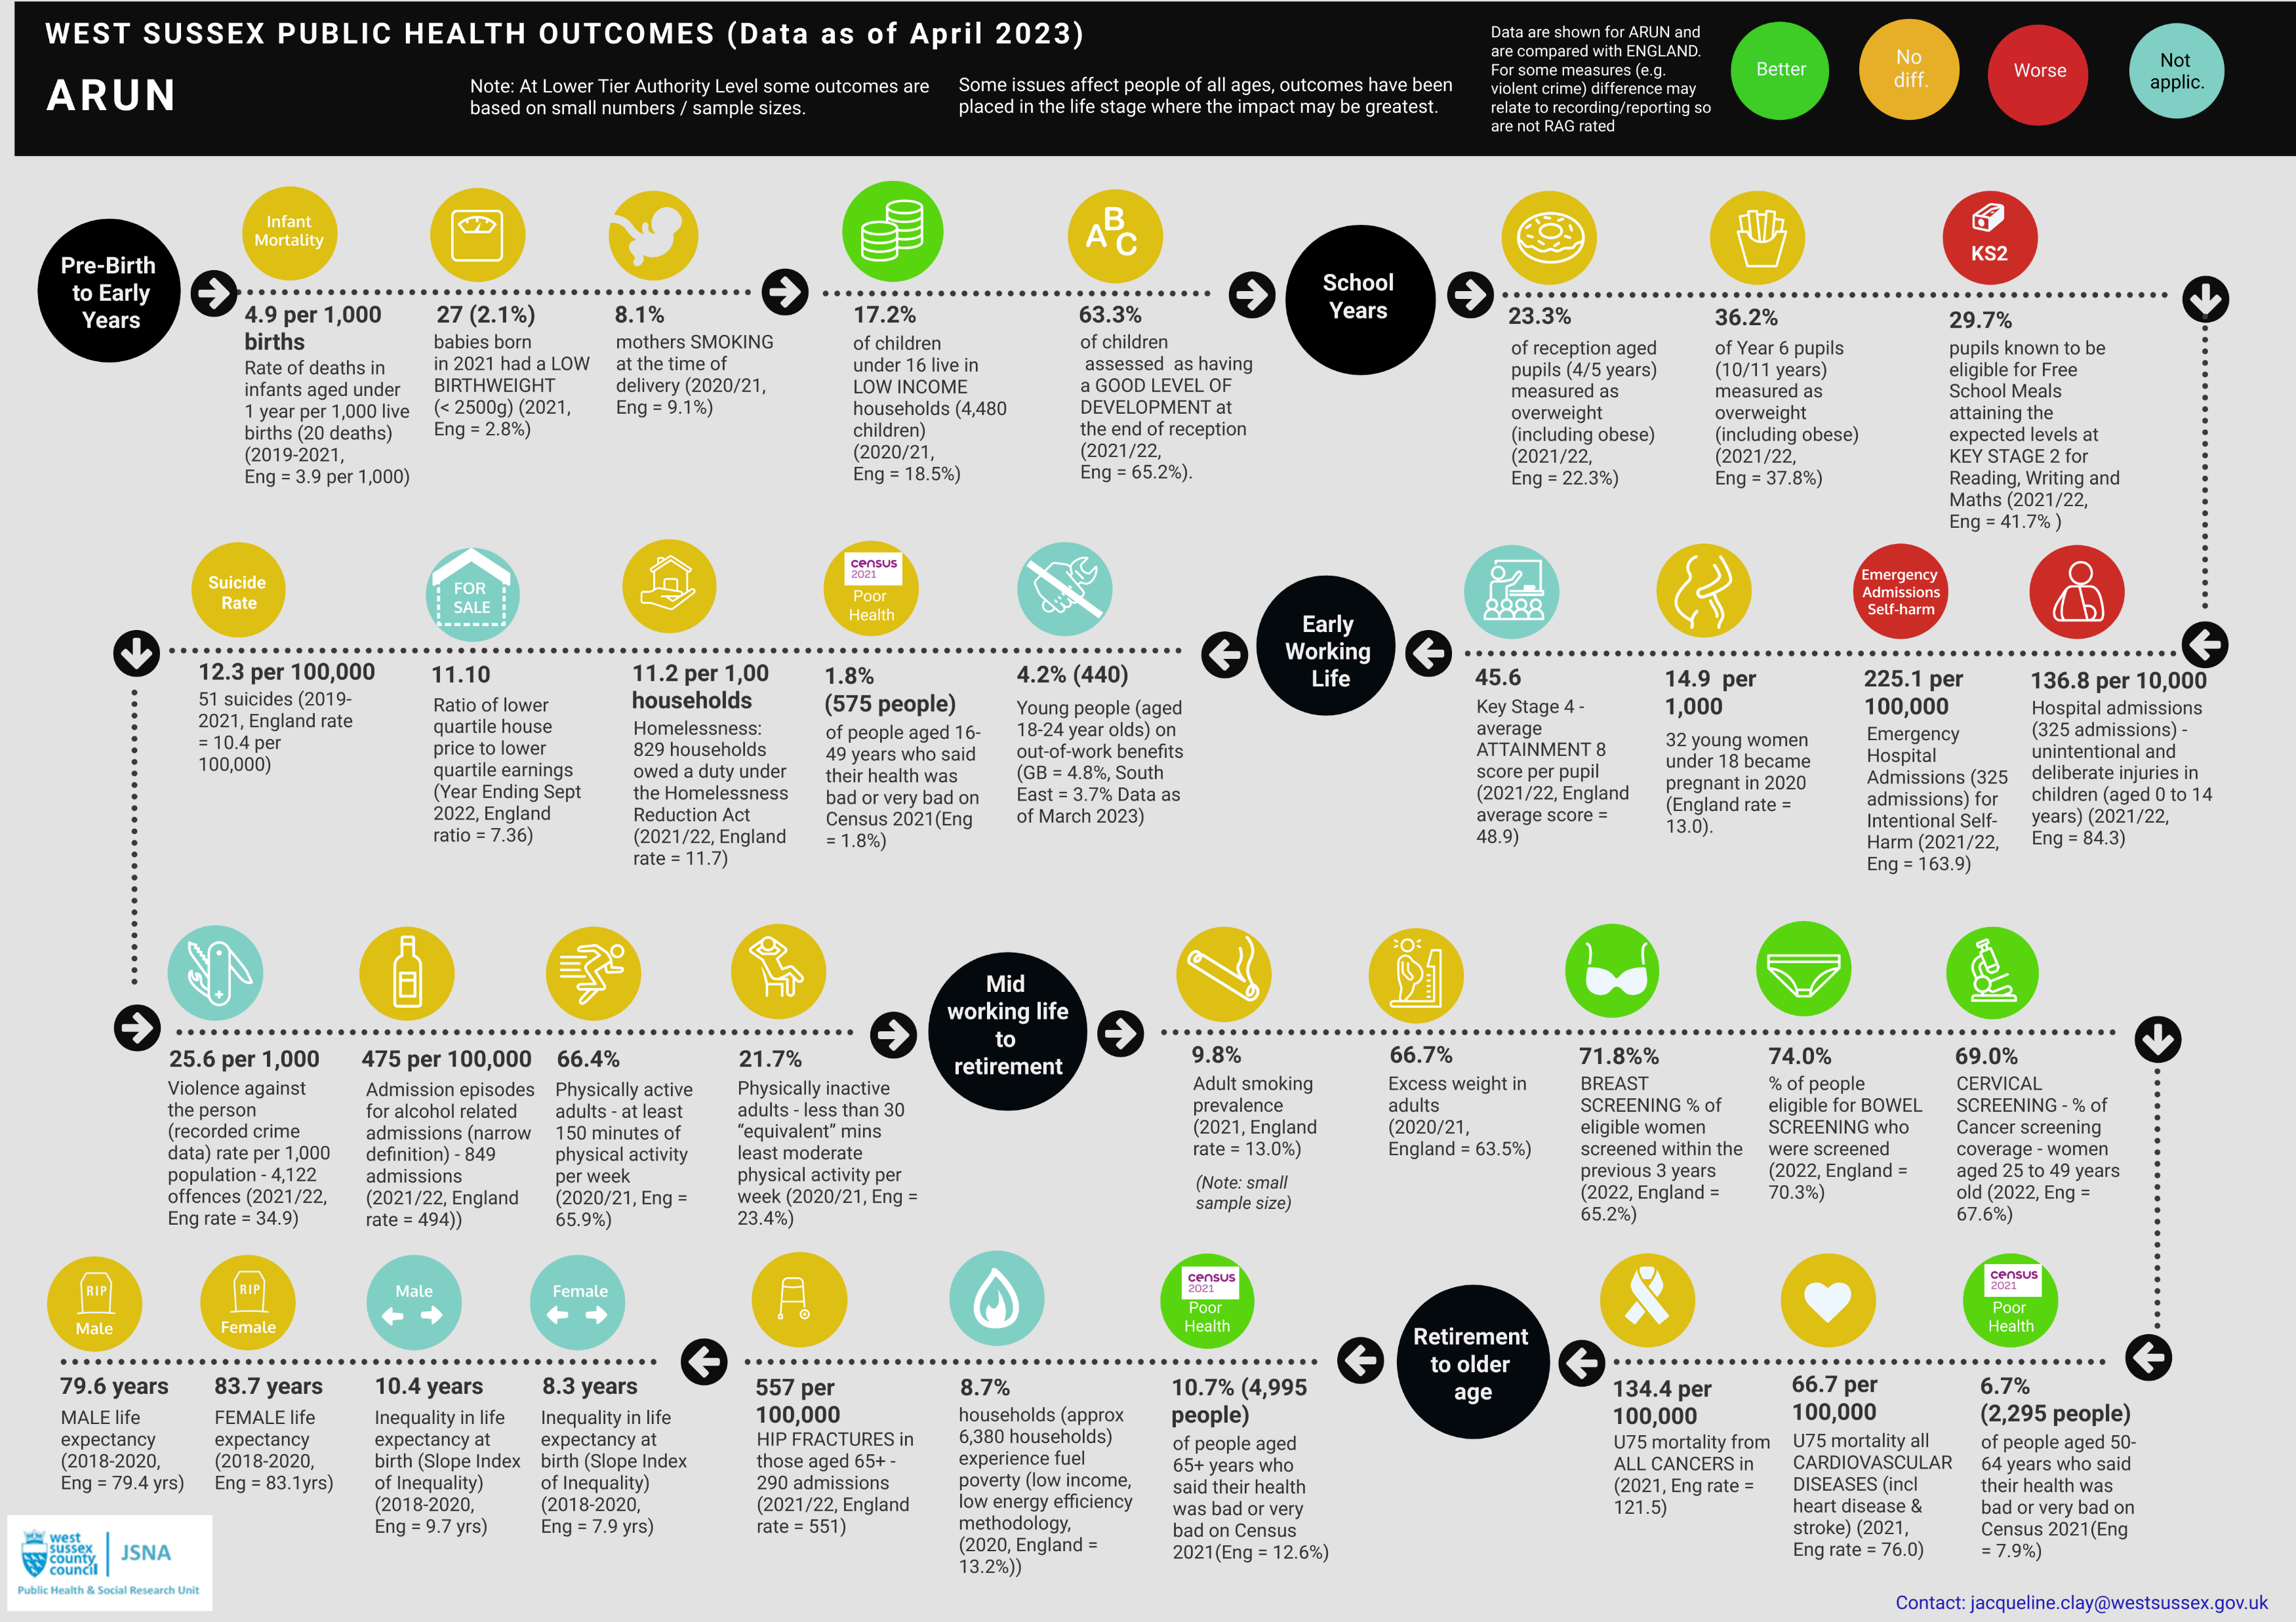 WEST SUSSEX PUBLIC HEALTH OUTCOMES (Data as of April 2023)
ARUN
Note: At Lower Tier Authority Level some outcomes are
based on small numbers / sample sizes.
Some issues affect people of all ages, outcomes have been
placed in the life stage where the impact may be greatest.
Data are shown for ARUN and
are compared with ENGLAND.
For some measures (e.g.
violent crime) difference may
relate to recording/reporting so
are not RAG rated
Better
No
diff.
Worse
Not
applic.
Pre-Birth
to Early
Years
Infant
Mortality
4.9 per 1,000
births
Rate of deaths in
infants aged under
1 year per 1,000 live
births (20 deaths)
(2019-2021,
Eng = 3.9 per 1,000)
27 (2.1%)
babies born
in 2021 had a LOW
BIRTHWEIGHT
(< 2500g) (2021,
Eng = 2.8%)
8.1%
mothers SMOKING
at the time of
delivery (2020/21,
Eng = 9.1%)
17.2%
of children
under 16 live in
LOW INCOME
households (4,480
children)
(2020/21,
Eng = 18.5%)
A B C
63.3%
of children
assessed as having
a GOOD LEVEL OF
DEVELOPMENT at
the end of reception
(2021/22,
Eng = 65.2%).
School
Years
23.3%
of reception aged
pupils (4/5 years)
measured as
overweight
(including obese)
(2021/22,
Eng = 22.3%)
36.2%
of Year 6 pupils
(10/11 years)
measured as
overweight
(including obese)
(2021/22,
Eng = 37.8%)
KS2
29.7%
pupils known to be
eligible for Free
School Meals
attaining the
expected levels at
KEY STAGE 2 for
Reading, Writing and
Maths (2021/22,
Eng = 41.7% )
136.8 per 10,000
Hospital admissions
(325 admissions) -
unintentional and
deliberate injuries in
children (aged 0 to 14
years) (2021/22,
Eng = 84.3)
Emergency
Admissions
Self-harm
225.1 per
100,000
Emergency
Hospital
Admissions (325
admissions) for
Intentional Self-
Harm (2021/22,
Eng = 163.9)
14.9 per
1,000
32 young women
under 18 became
pregnant in 2020
(England rate =
13.0).
45.6
Key Stage 4 -
average
ATTAINMENT 8
score per pupil
(2021/22, England
average score =
48.9)
Early
Working
Life
4.2% (440)
Young people (aged
18-24 year olds) on
out-of-work benefits
(GB = 4.8%, South
East = 3.7% Data as
of March 2023)
census
2021
Poor
Health
1.8%
(575 people)
of people aged 16-
49 years who said
their health was
bad or very bad on
Census 2021(Eng
= 1.8%)
11.2 per 1,00
households
Homelessness:
829 households
owed a duty under
the Homelessness
Reduction Act
(2021/22, England
rate = 11.7)
FOR
SALE
11.10
Ratio of lower
quartile house
price to lower
quartile earnings
(Year Ending Sept
2022, England
ratio = 7.36)
Suicide
Rate
12.3 per 100,000
51 suicides (2019-
2021, England rate
= 10.4 per
100,000)
25.6 per 1,000
Violence against
the person
(recorded crime
data) rate per 1,000
population - 4,122
offences (2021/22,
Eng rate = 34.9)
475 per 100,000
Admission episodes
for alcohol related
admissions (narrow
definition) - 849
admissions
(2021/22, England
rate = 494))
66.4%
Physically active
adults - at least
150 minutes of
physical activity
per week
(2020/21, Eng =
65.9%)
21.7%
Physically inactive
adults - less than 30
“equivalent” mins
least moderate
physical activity per
week (2020/21, Eng =
23.4%)
Mid
working life
to
retirement
9.8%
Adult smoking
prevalence
(2021, England
rate = 13.0%)
(Note: small
sample size)
66.7%
Excess weight in
adults
(2020/21,
England = 63.5%)
71.8%%
BREAST
SCREENING % of
eligible women
screened within the
previous 3 years
(2022, England =
65.2%)
74.0%
% of people
eligible for BOWEL
SCREENING who
were screened
(2022, England =
70.3%)
69.0%
CERVICAL
SCREENING - % of
Cancer screening
coverage - women
aged 25 to 49 years
old (2022, Eng =
67.6%)
census
2021
Poor
Health
6.7%
(2,295 people)
of people aged 50-
64 years who said
their health was
bad or very bad on
Census 2021(Eng
= 7.9%)
66.7 per
100,000
U75 mortality all
CARDIOVASCULAR
DISEASES (incl
heart disease &
stroke) (2021,
Eng rate = 76.0)
134.4 per
100,000
U75 mortality from
ALL CANCERS in
(2021, Eng rate =
121.5)
Retirement
to older
age
census
2021
Poor
Health
10.7% (4,995
people)
of people aged
65+ years who
said their health
was bad or very
bad on Census
2021(Eng = 12.6%)
8.7%
households (approx
6,380 households)
experience fuel
poverty (low income,
low energy efficiency
methodology,
(2020, England =
13.2%))
557 per
100,000
HIP FRACTURES in
those aged 65+ -
290 admissions
(2021/22, England
rate = 551)
Female
8.3 years
Inequality in life
expectancy at
birth (Slope Index
of Inequality)
(2018-2020,
Eng = 7.9 yrs)
Male
10.4 years
Inequality in life
expectancy at
birth (Slope Index
of Inequality)
(2018-2020,
Eng = 9.7 yrs)
RIP
Female
83.7 years
FEMALE life
expectancy
(2018-2020,
Eng = 83.1yrs)
RIP
Male
79.6 years
MALE life
expectancy
(2018-2020,
Eng = 79.4 yrs)
west
sussex
county
council
JSNA
Public Health & Social Research Unit
Contact: jacqueline.clay@westsussex.gov.uk